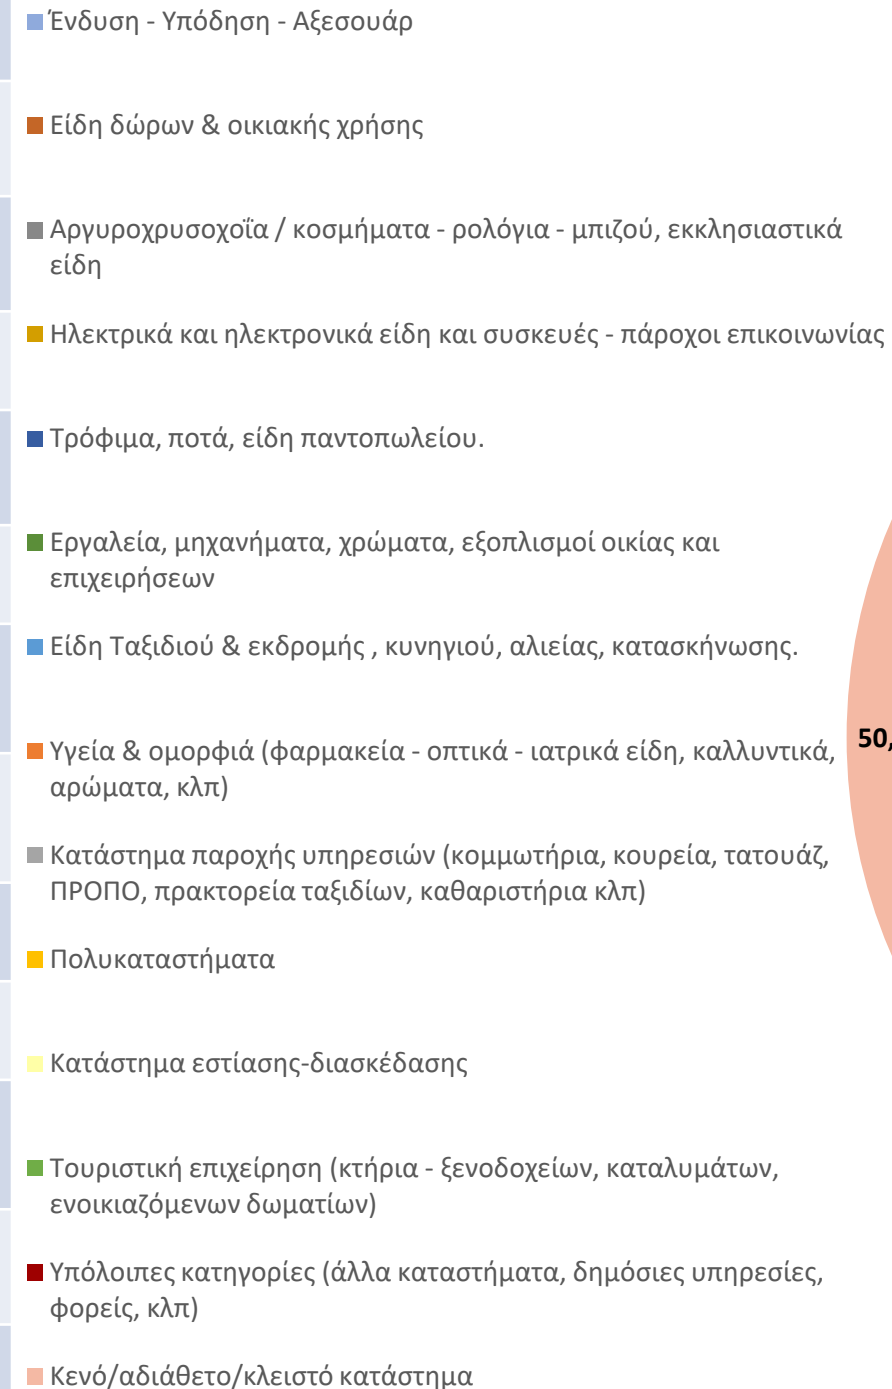 Ένδυση - Υπόδηση - Αξεσουάρ
Είδη δώρων & οικιακής χρήσης
Αργυροχρυσοχοΐα / κοσμήματα - ρολόγια - μπιζού, εκκλησιαστικά
είδη
Ηλεκτρικά και ηλεκτρονικά είδη και συσκευές - πάροχοι επικοινωνίας
Τρόφιμα, ποτά, είδη παντοπωλείου.
Εργαλεία, μηχανήματα, χρώματα, εξοπλισμοί οικίας και
επιχειρήσεων
Είδη Ταξιδιού & εκδρομής , κυνηγιού, αλιείας, κατασκήνωσης.
Υγεία & ομορφιά (φαρμακεία - οπτικά - ιατρικά είδη, καλλυντικά,
αρώματα, κλπ)
50,
Κατάστημα παροχής υπηρεσιών (κομμωτήρια, κουρεία, τατουάζ,
ΠΡΟΠΟ, πρακτορεία ταξιδίων, καθαριστήρια κλπ)
Πολυκαταστήματα
Κατάστημα εστίασης-διασκέδασης
Τουριστική επιχείρηση (κτήρια - ξενοδοχείων, καταλυμάτων,
ενοικιαζόμενων δωματίων)
Υπόλοιπες κατηγορίες (άλλα καταστήματα, δημόσιες υπηρεσίες,
φορείς, κλπ)
Κενό/αδιάθετο/κλειστό κατάστημα